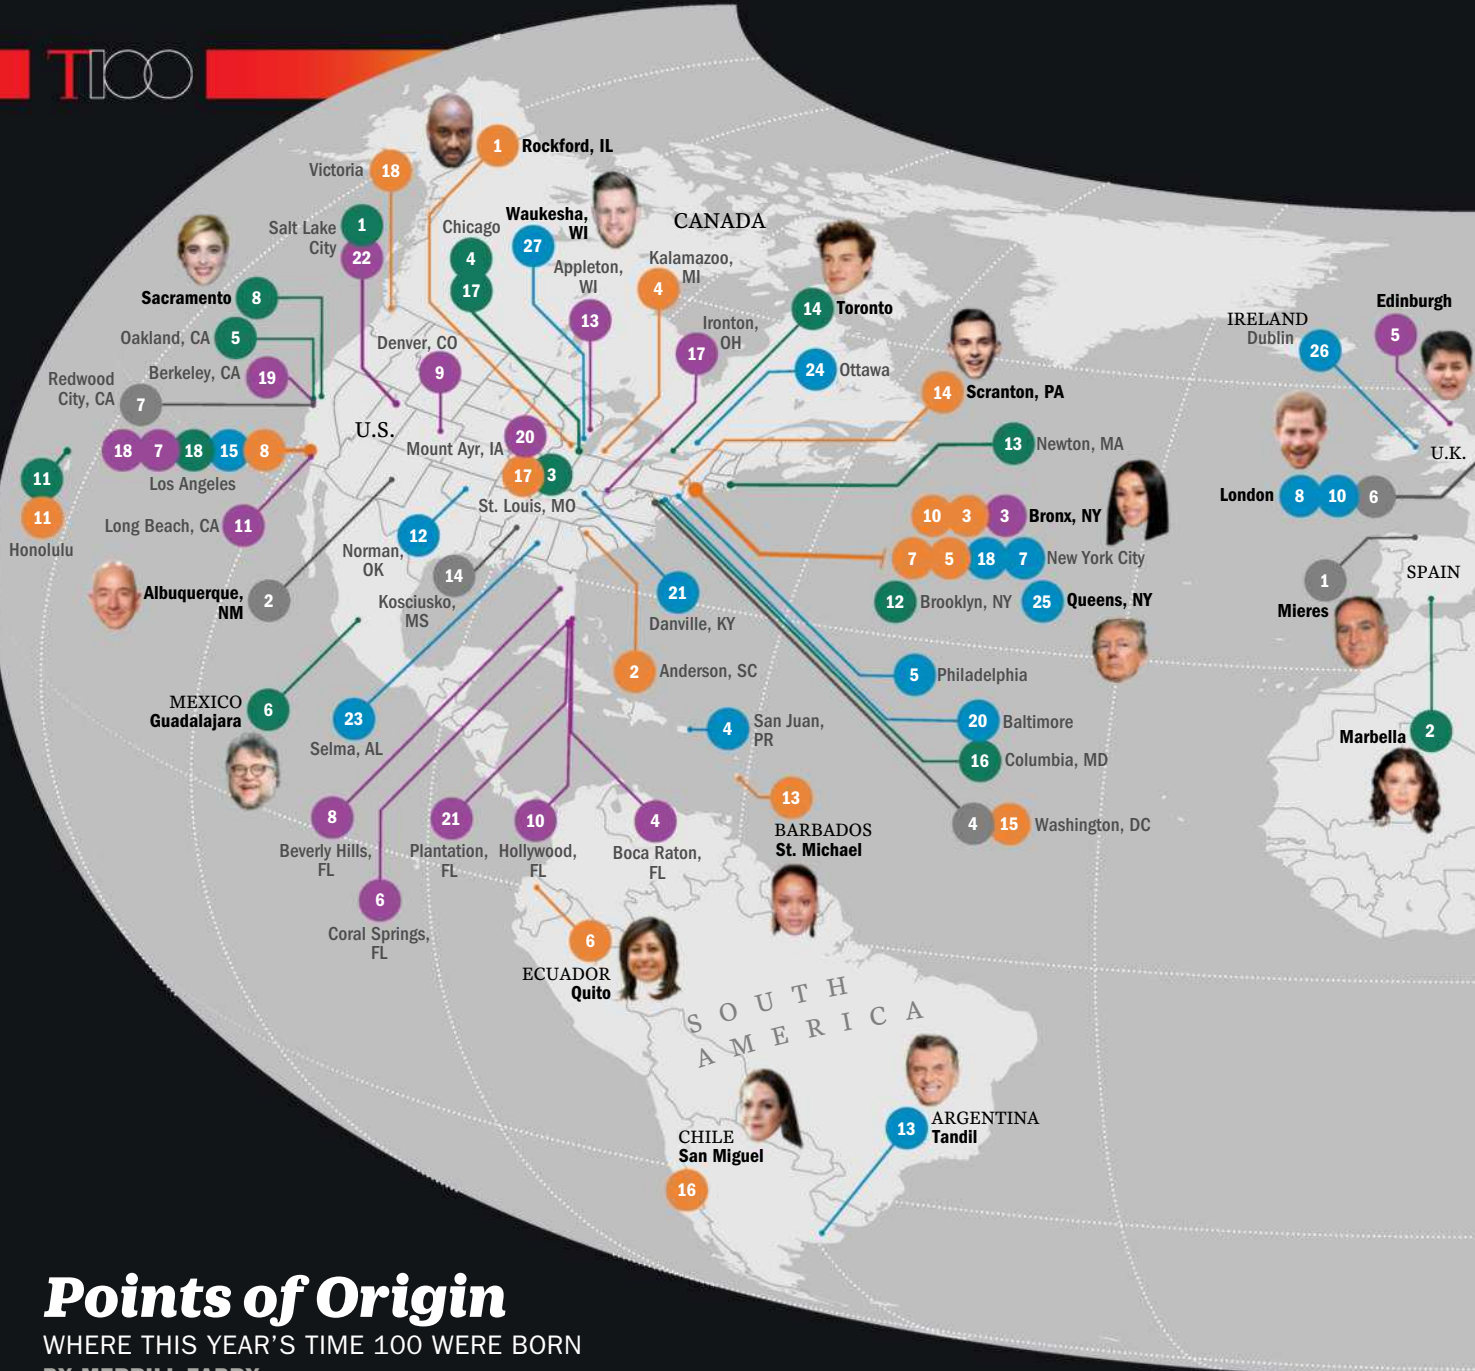 T100
1 Rockford, IL
Victoria 18
Salt Lake
City
1
22
Chicago
4
17
Waukesha,
WI
27
CANADA
Appleton,
WI
13
Kalamazoo,
MI
4
Ironton,
OH
17
14 Toronto
24 Ottawa
Sacramento 8
Oakland, CA 5
Berkeley, CA 19
Redwood
City, CA
7
Denver, CO
9
U.S.
18 7 18 15 8
Los Angeles
11
11
Honolulu
Long Beach, CA 11
Mount Ayr, IA 20
17 3
St. Louis, MO
14 Scranton, PA
13 Newton, MA
10 3 3 Bronx, NY
7 5 18 7 New York City
12 Brooklyn, NY 25 Queens, NY
12
Norman,
OK
14
Kosciusko,
MS
Albuquerque,
NM
2
21
Danville, KY
2 Anderson, SC
5 Philadelphia
20 Baltimore
16 Columbia, MD
4 15 Washington, DC
MEXICO
Guadalajara
6
23
Selma, AL
4 San Juan,
PR
13
BARBADOS
St. Michael
8
Beverly Hills,
FL
21
Plantation,
FL
10
Hollywood,
FL
4
Boca Raton,
FL
6
Coral Springs,
FL
6
ECUADOR
Quito
SOUTH
AMERICA
CHILE
San Miguel
16
13 ARGENTINA
Tandil
IRELAND
Dublin
26
Edinburgh
5
U.K.
London 8 10 6
1
Mieres
SPAIN
Marbella 2
Points of Origin
WHERE THIS YEAR'S TIME 100 WERE BORN
BY MERRILL FABRY